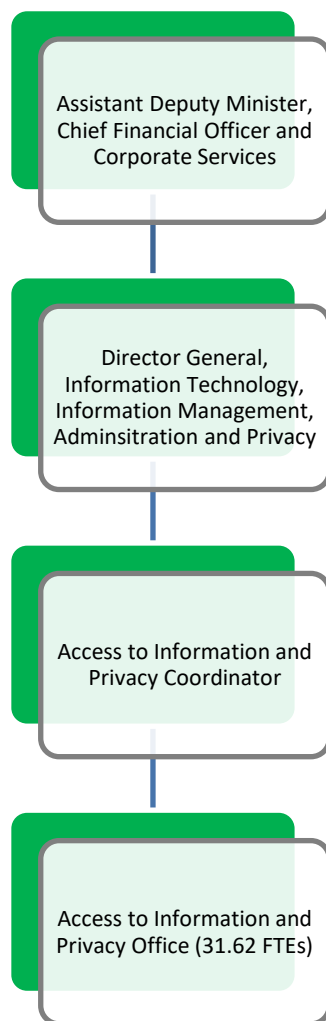 Assistant Deputy Minister,
Chief Financial Officer and
Corporate Services
Director General,
Information Technology,
Information Management,
Adminsitration and Privacy
Access to Information and
Privacy Coordinator
Access to Information and
Privacy Office (31.62 FTEs)